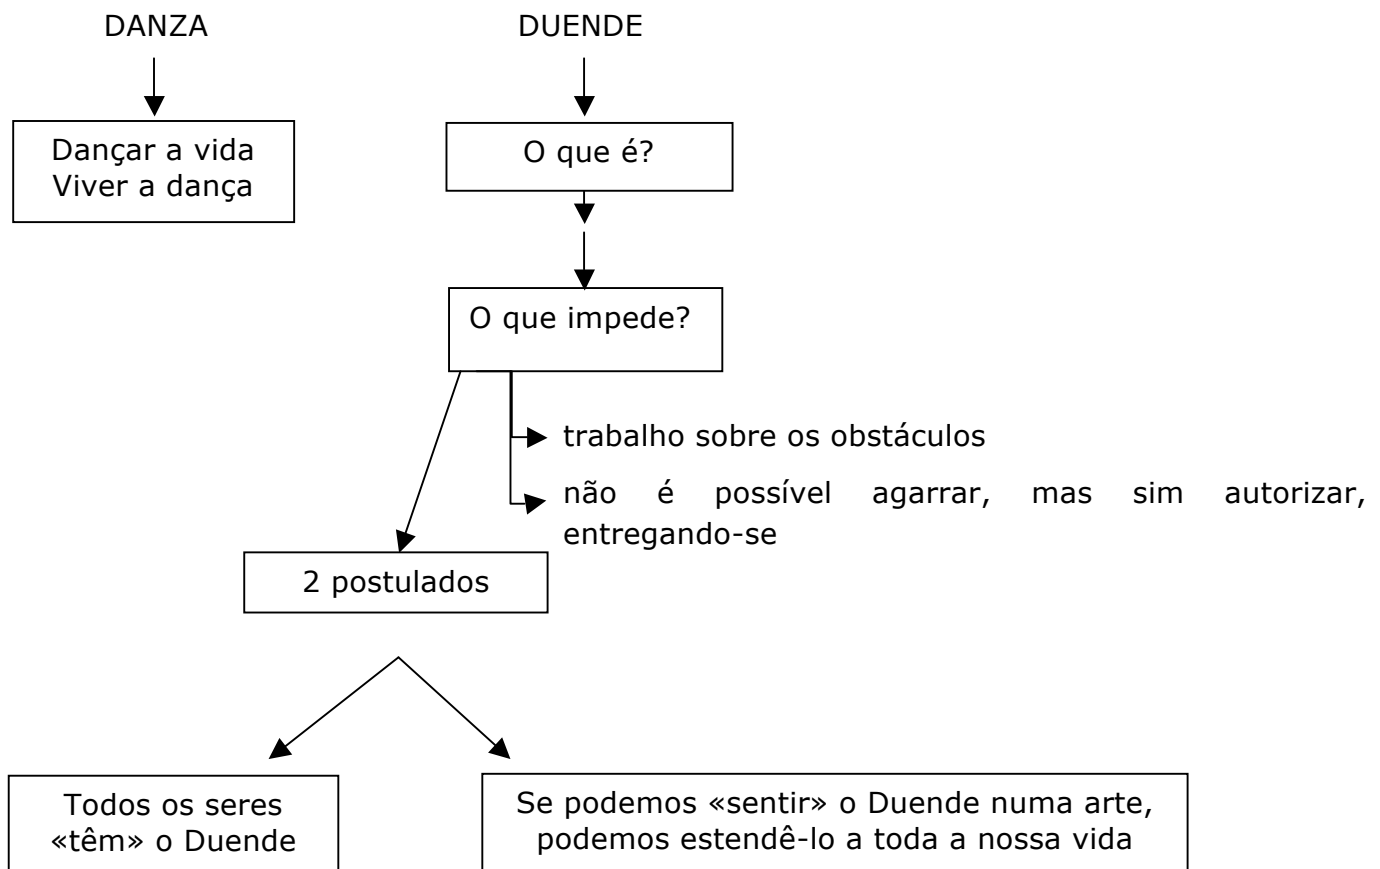 DANZA
DUENDE
Dançar a vida
Viver a dança
O que é?
O que impede?
trabalho sobre os obstáculos
não é possível agarrar, mas sim autorizar,
entregando-se
2 postulados
Todos os seres
«têm» o Duende
Se podemos «sentir» o Duende numa arte,
podemos estendê-lo a toda a nossa vida